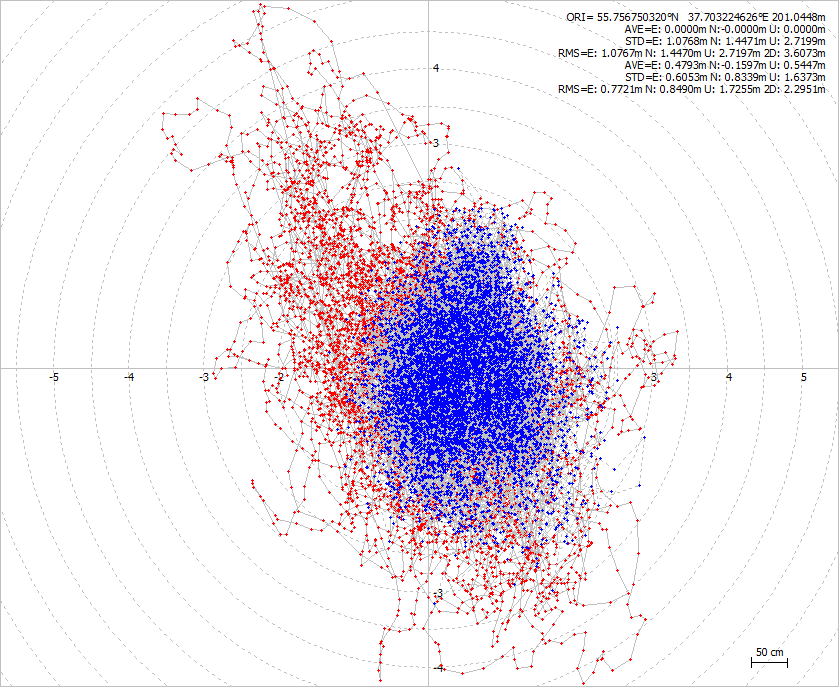 ORI= 55.756750320°N 37.703224626°E 201.0448m
AVE=E: 0.0000m N:-0.0000m U: 0.0000m
STD=E: 1.0768m N: 1.4471m U: 2.7199m
RMS=E: 1.0767m N: 1.4470m U: 2.7197m 2D: 3.6073m
AVE=E: 0.4793m N:-0.1597m U: 0.5447m
STD=E: 0.6053m N: 0.8339m U: 1.6373m
RMS=E: 0.7721m N: 0.8490m U: 1.7255m 2D: 2.2951m
4
3
-5 -4 -3 -2 3 4 5
-3
-4
50 cm